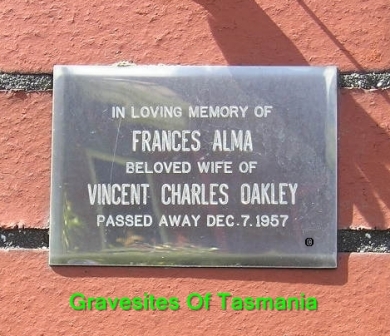 IN LOVING MEMORY OF
FRANCES ALMA
BELOVED WIFE OF
VINCENT CHARLES OAKLEY
PASSED AWAY DEC. 7. 1957
Gravesites Of Tasmania